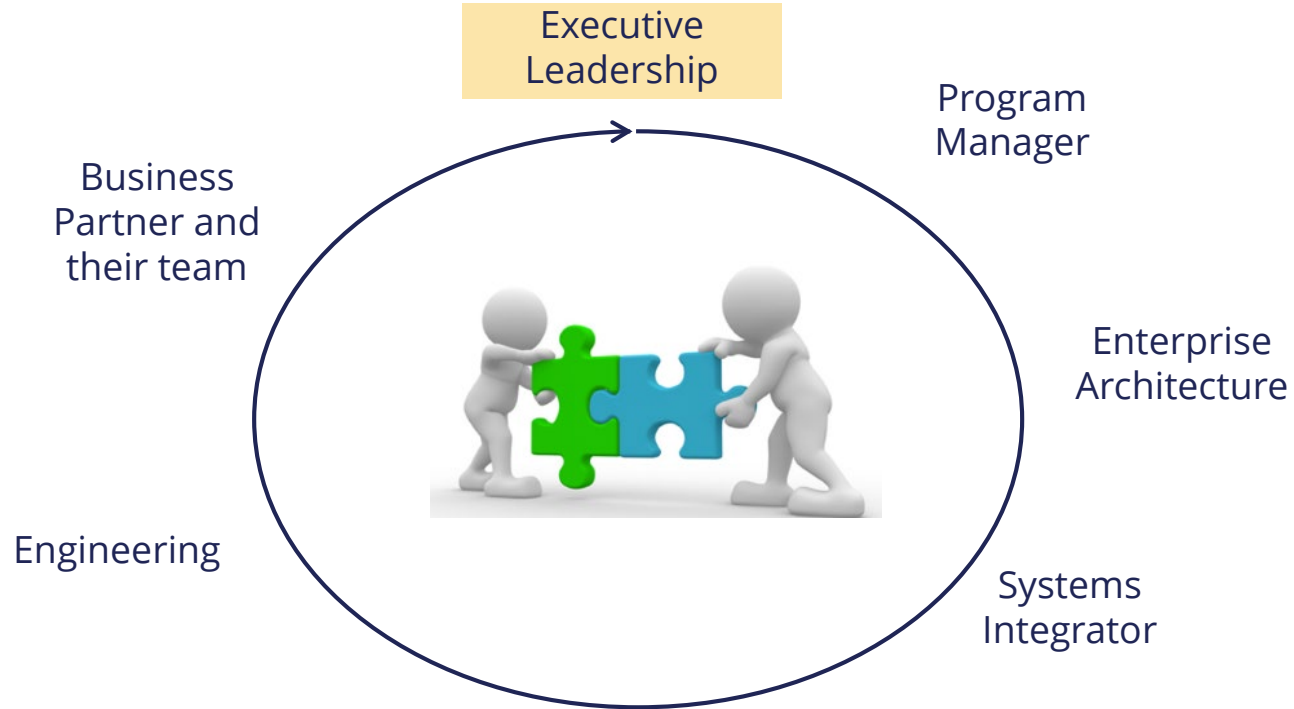 Executive
Leadership
Program
Manager
Enterprise
Architecture
Systems
Integrator
Engineering
Business
Partner and
their team